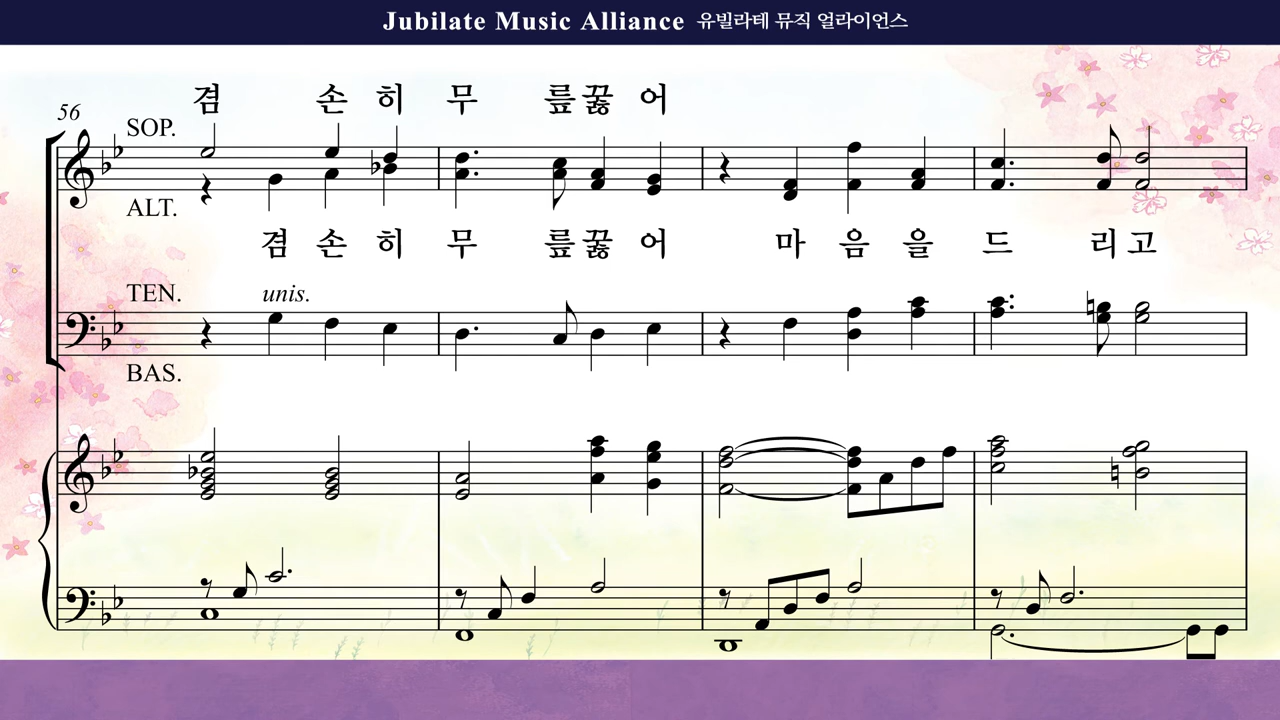 Jubilate Music Alliance 유빌라테 뮤직 얼라이언스
겸 손 히 무 릎 꿇 어
56
SOP.
ALT.
겸 손 히 무 릎 꿇 어 마 음 을 드 리 고
TEN. unis.
BAS.